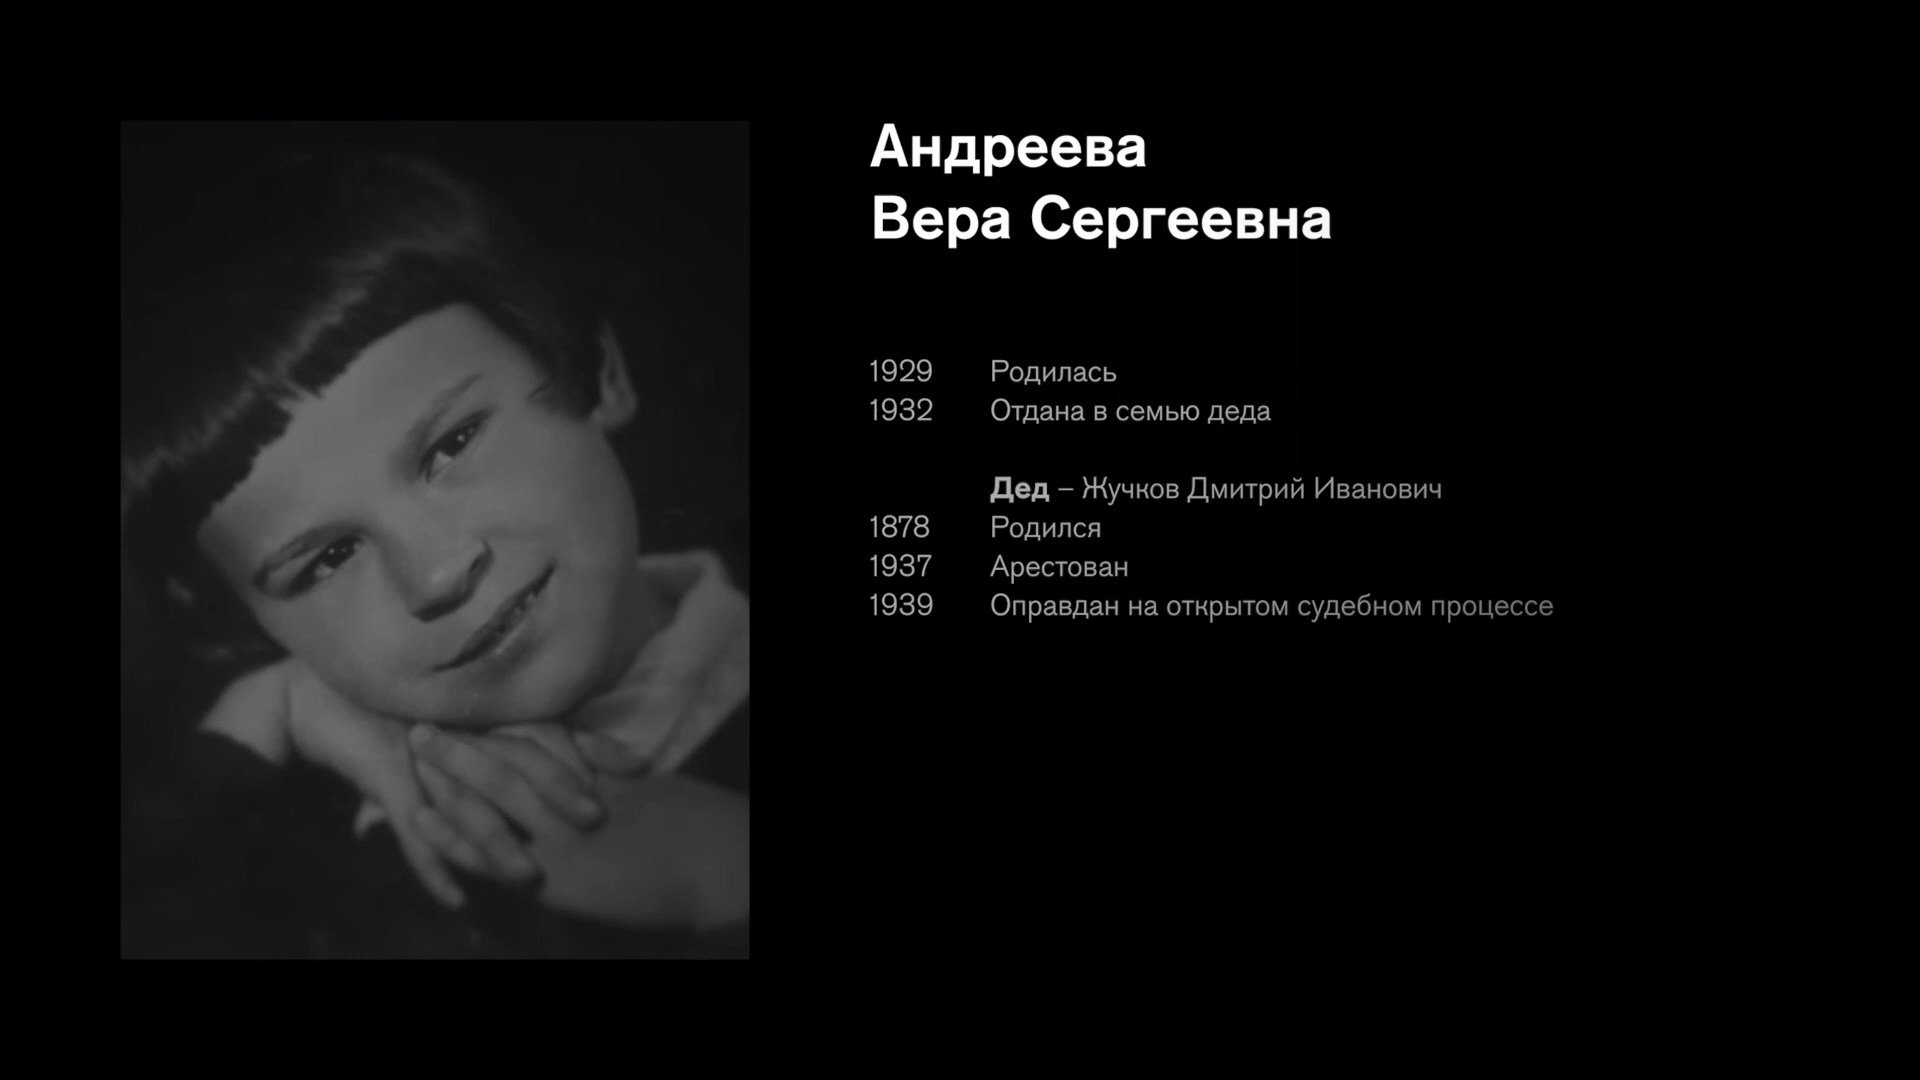 Андреева
Вера Сергеевна
1929 Родилась
1932 Отдана в семью деда
Дед – Жучков Дмитрий Иванович
1878 Родился
1937 Арестован
1939 Оправдан на открытом судебном процессе